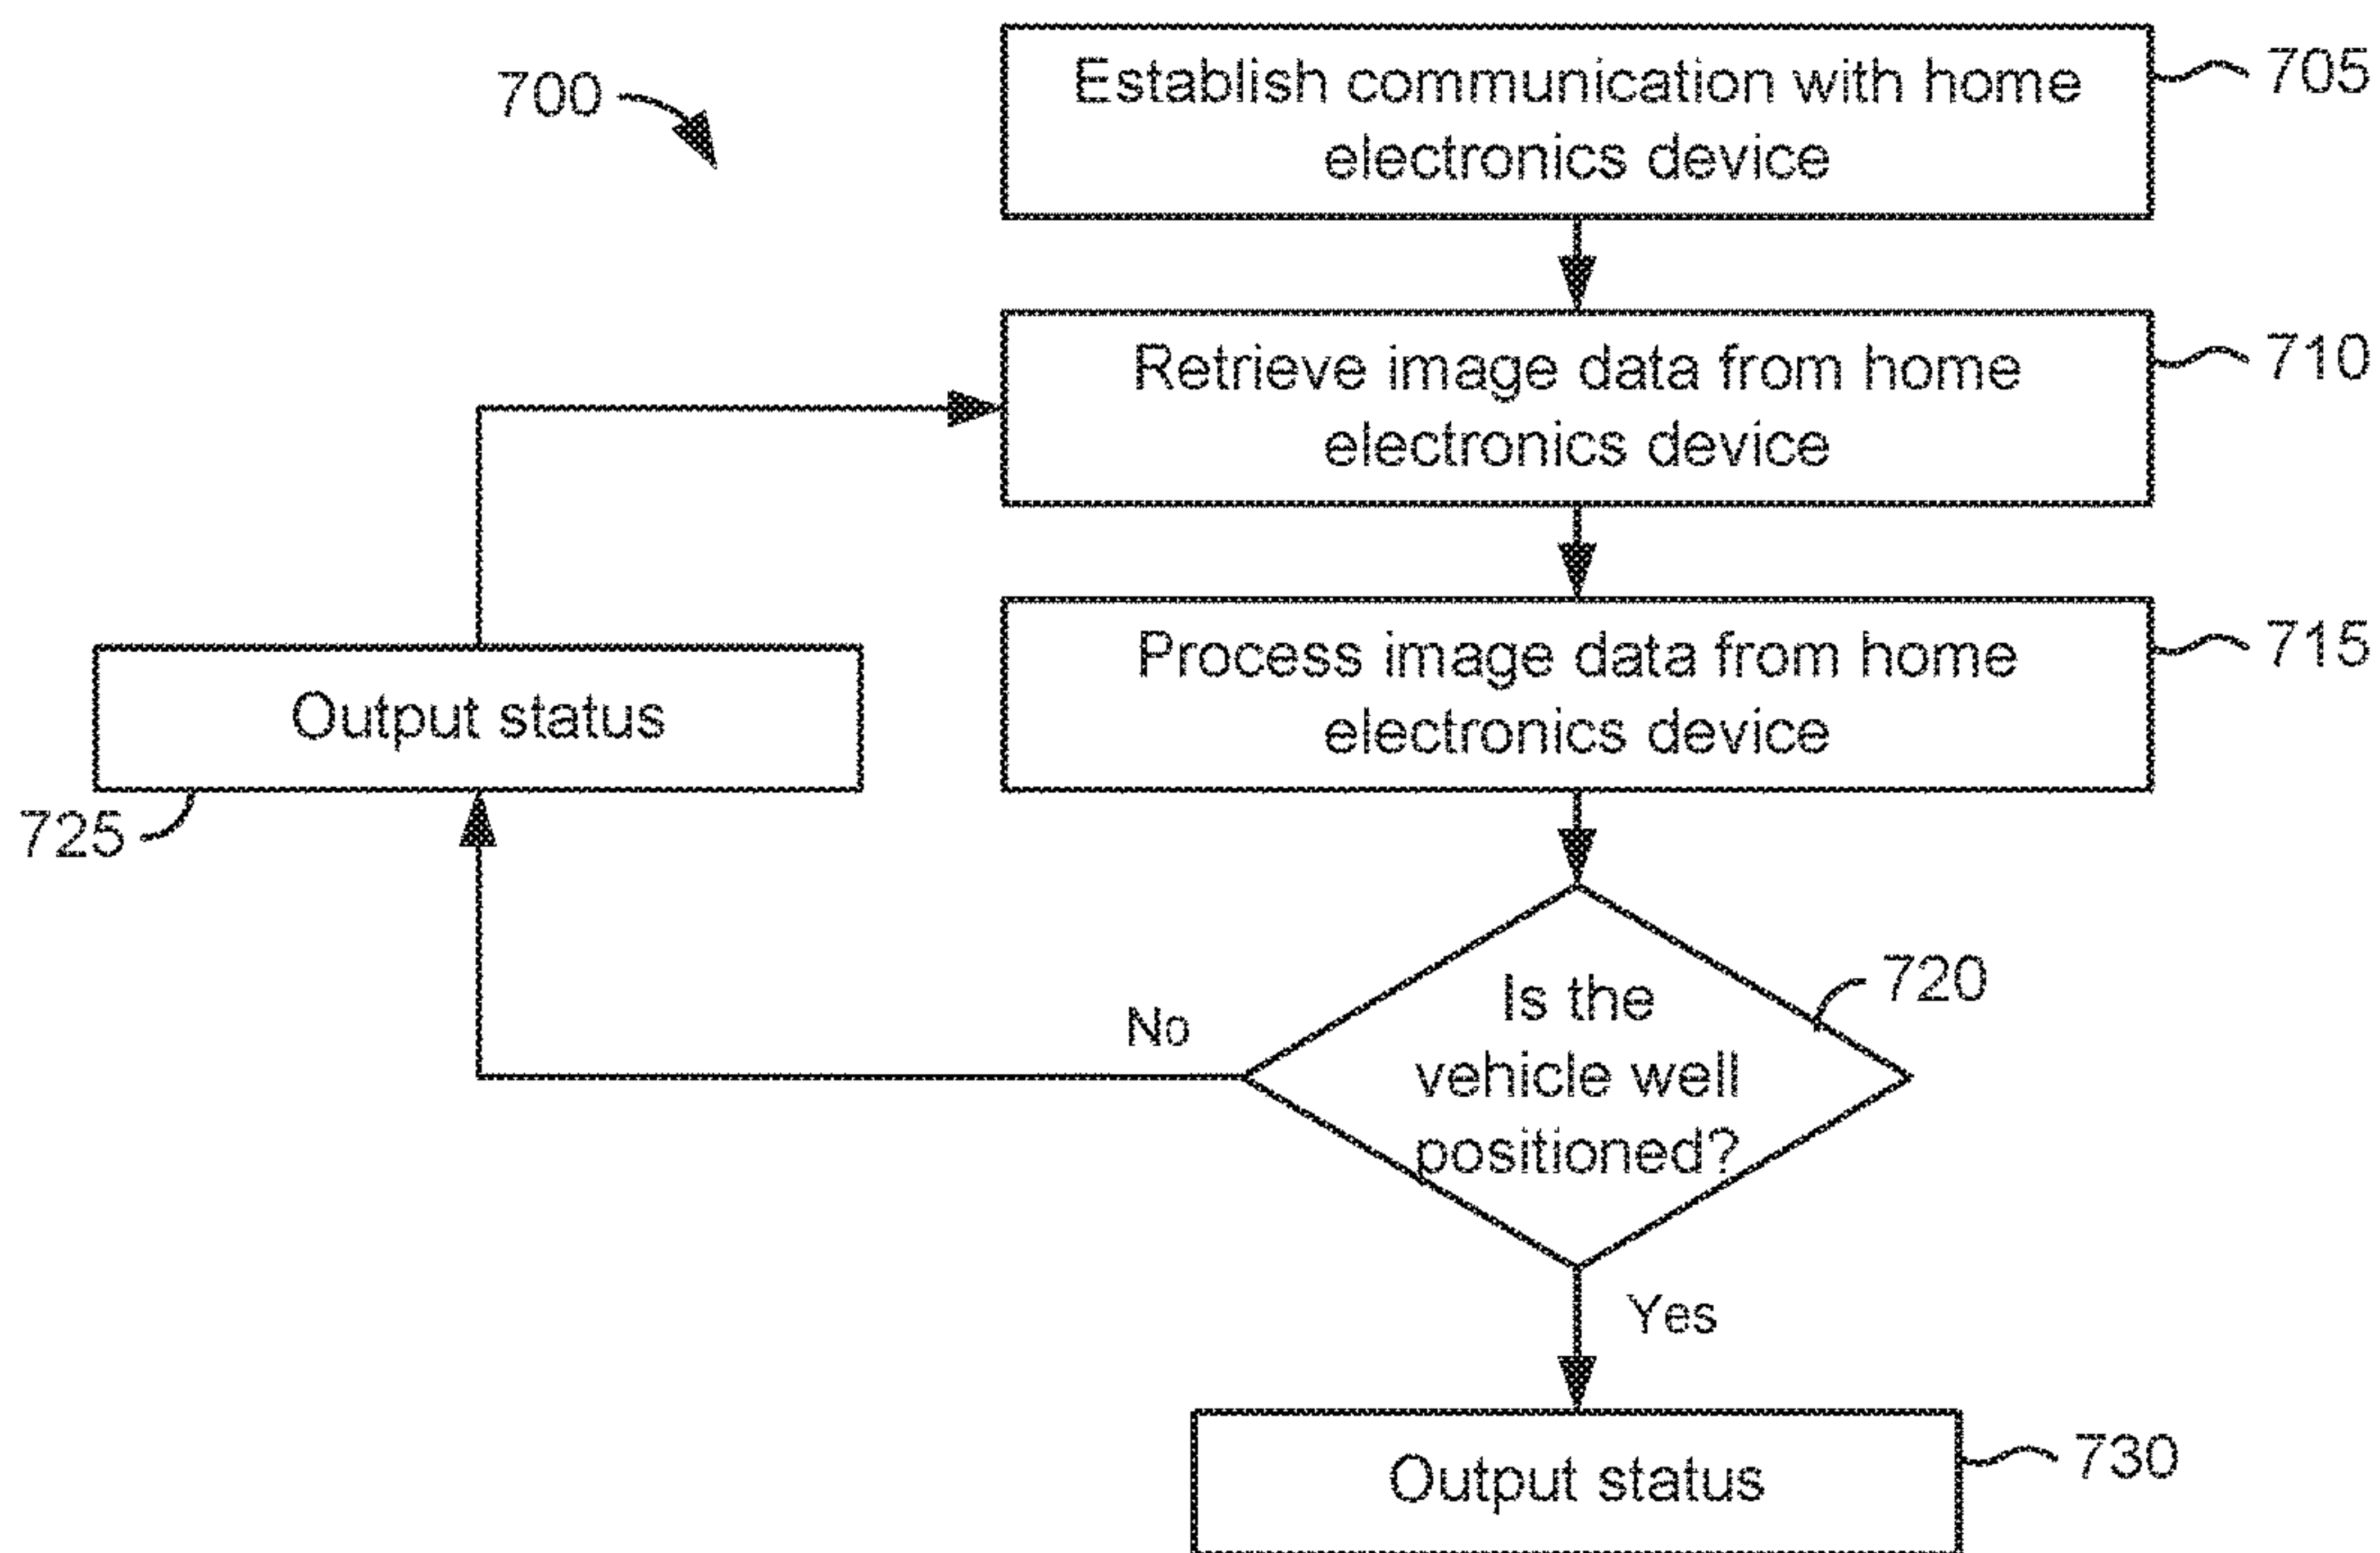 700
Establish communication with home
electronics device
705
Retrieve image data from home
electronics device
710
Process image data from home
electronics device
715
Output status
725
Is the
vehicle well
positioned?
720
No
Yes
Output status
730